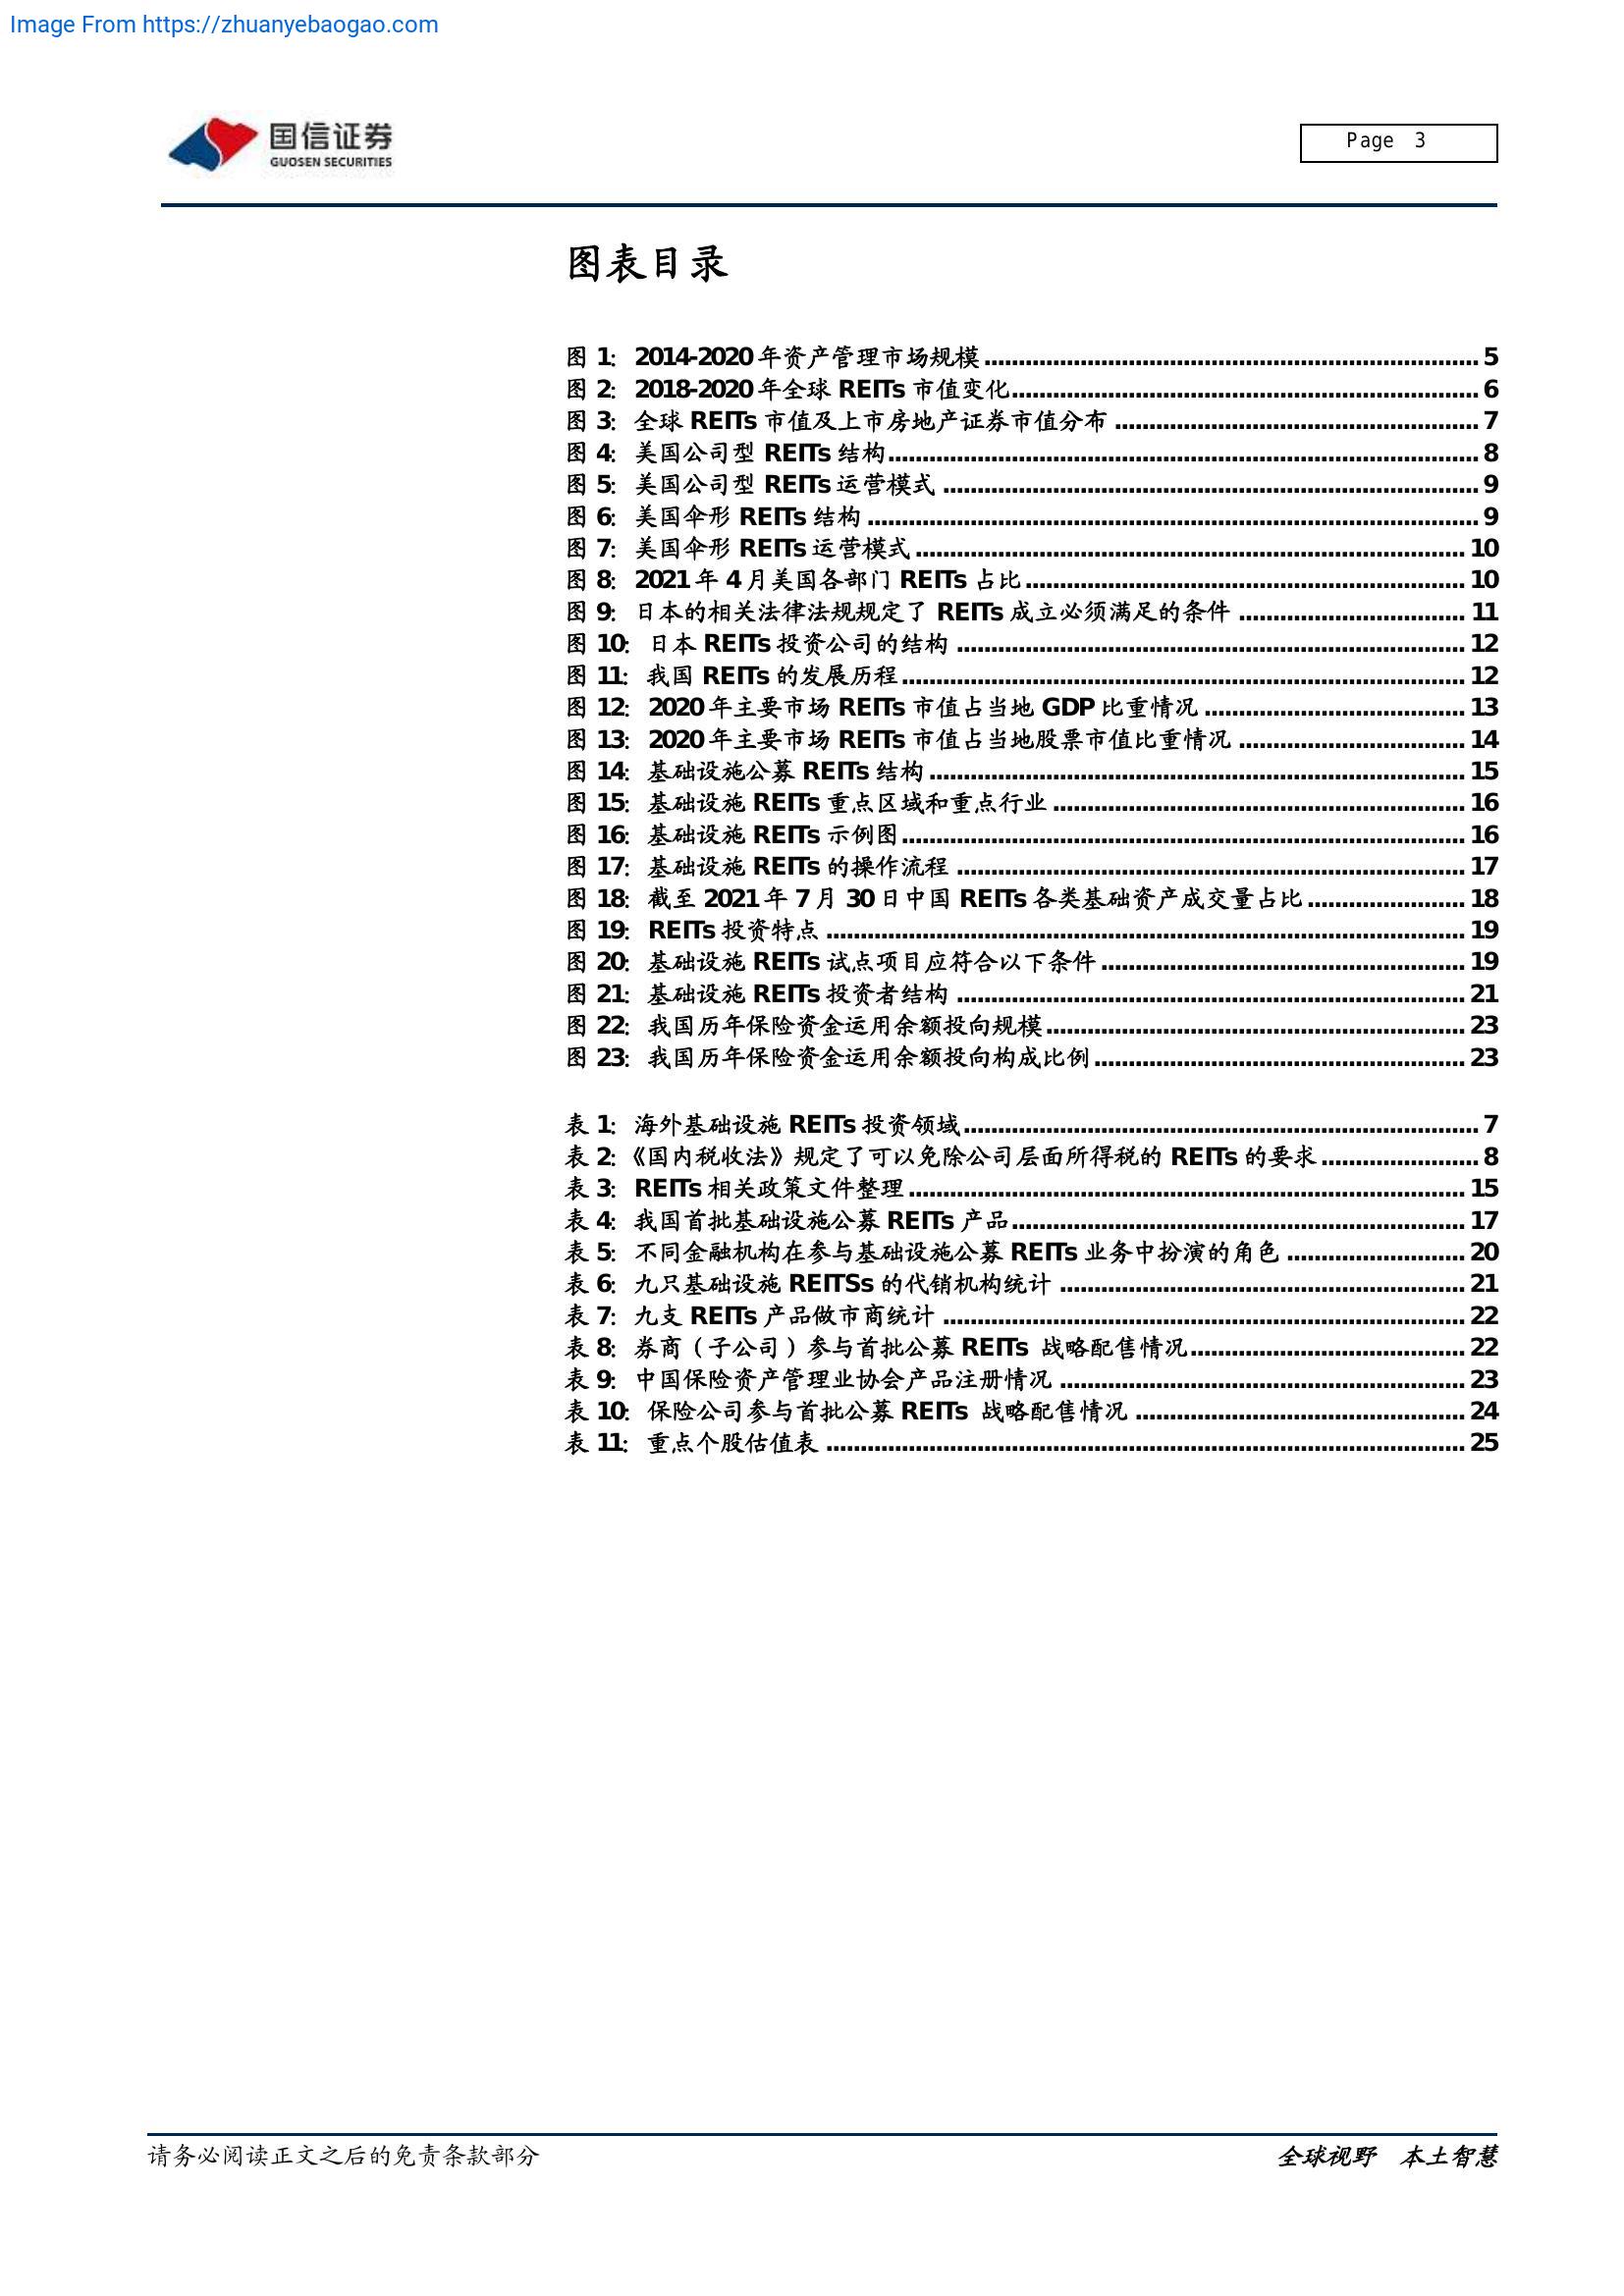 Image From https://zhuanyebaogao.com
国信证券
GUOSEN SECURITIES
Page 3
图表目录
图 1: 2014-2020 年资产管理市场规模 5
图 2: 2018-2020 年全球 REITs 市值变化 6
图 3: 全球 REITs 市值及上市房地产证券市值分布 7
图 4: 美国公司型 REITs 结构 8
图 5: 美国公司型 REITs 运营模式 9
图 6: 美国伞形 REITs 结构 9
图 7: 美国伞形 REITs 运营模式 10
图 8: 2021 年 4 月美国各部门 REITs 占比 10
图 9: 日本的相关法律法规规定了 REITs 成立必须满足的条件 11
图 10: 日本 REITs 投资公司的结构 12
图 11: 我国 REITs 的发展历程 12
图 12: 2020 年主要市场 REITs 市值占当地 GDP 比重情况 13
图 13: 2020 年主要市场 REITs 市值占当地股票市值比重情况 14
图 14: 基础设施公募 REITs 结构 15
图 15: 基础设施 REITs 重点区域和重点行业 16
图 16: 基础设施 REITs 示例图 16
图 17: 基础设施 REITs 的操作流程 17
图 18: 截至 2021 年 7 月 30 日中国 REITs 各类基础资产成交量占比 18
图 19: REITs 投资特点 19
图 20: 基础设施 REITs 试点项目应符合以下条件 19
图 21: 基础设施 REITs 投资者结构 21
图 22: 我国历年保险资金运用余额投向规模 23
图 23: 我国历年保险资金运用余额投向构成比例 23
表 1: 海外基础设施 REITs 投资领域 7
表 2:《国内税收法》规定了可以免除公司层面所得税的 REITs 的要求 8
表 3: REITs 相关政策文件整理 15
表 4: 我国首批基础设施公募 REITs 产品 17
表 5: 不同金融机构在参与基础设施公募 REITs 业务中扮演的角色 20
表 6: 九只基础设施 REITSs 的代销机构统计 21
表 7: 九支 REITs 产品做市商统计 22
表 8: 券商（子公司）参与首批公募 REITs 战略配售情况 22
表 9: 中国保险资产管理业协会产品注册情况 23
表 10: 保险公司参与首批公募 REITs 战略配售情况 24
表 11: 重点个股估值表 25
请务必阅读正文之后的免责条款部分
全球视野 本土智慧